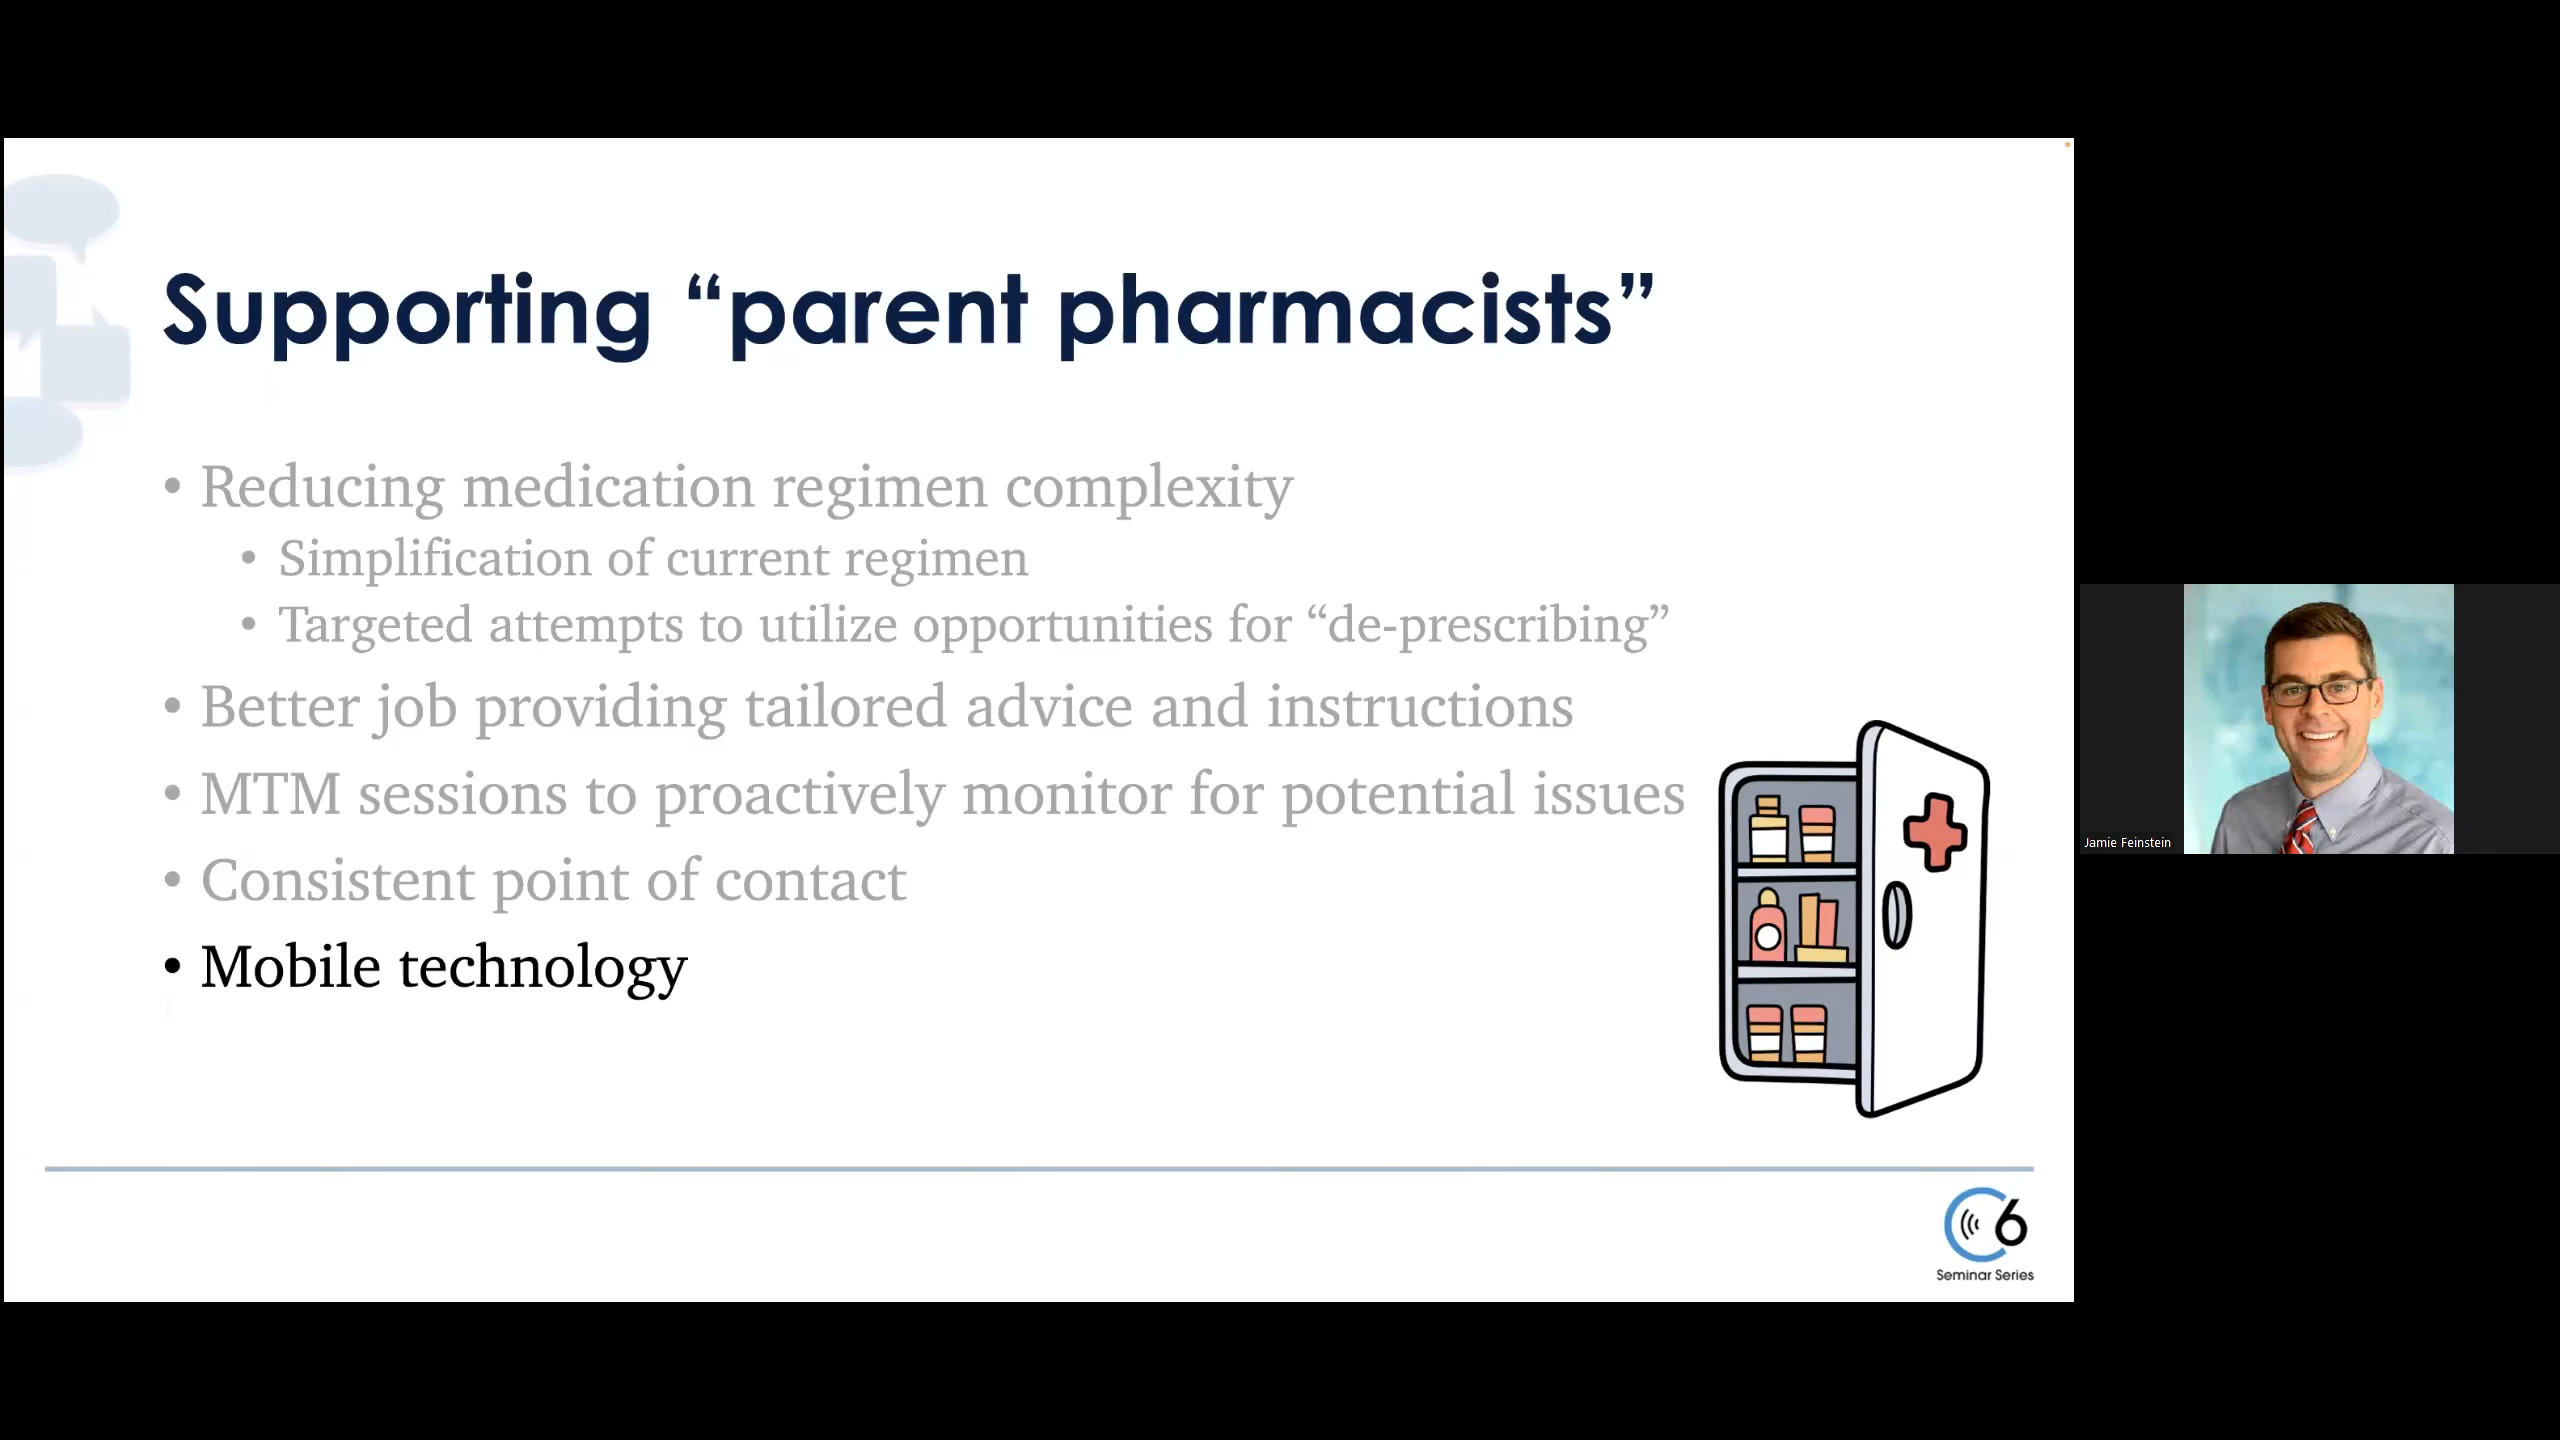 Supporting “parent pharmacists”
• Reducing medication regimen complexity
• Simplification of current regimen
• Targeted attempts to utilize opportunities for “de-prescribing”
• Better job providing tailored advice and instructions
• MTM sessions to proactively monitor for potential issues
• Consistent point of contact
• Mobile technology
C6
Seminar Series
Jamie Feinstein